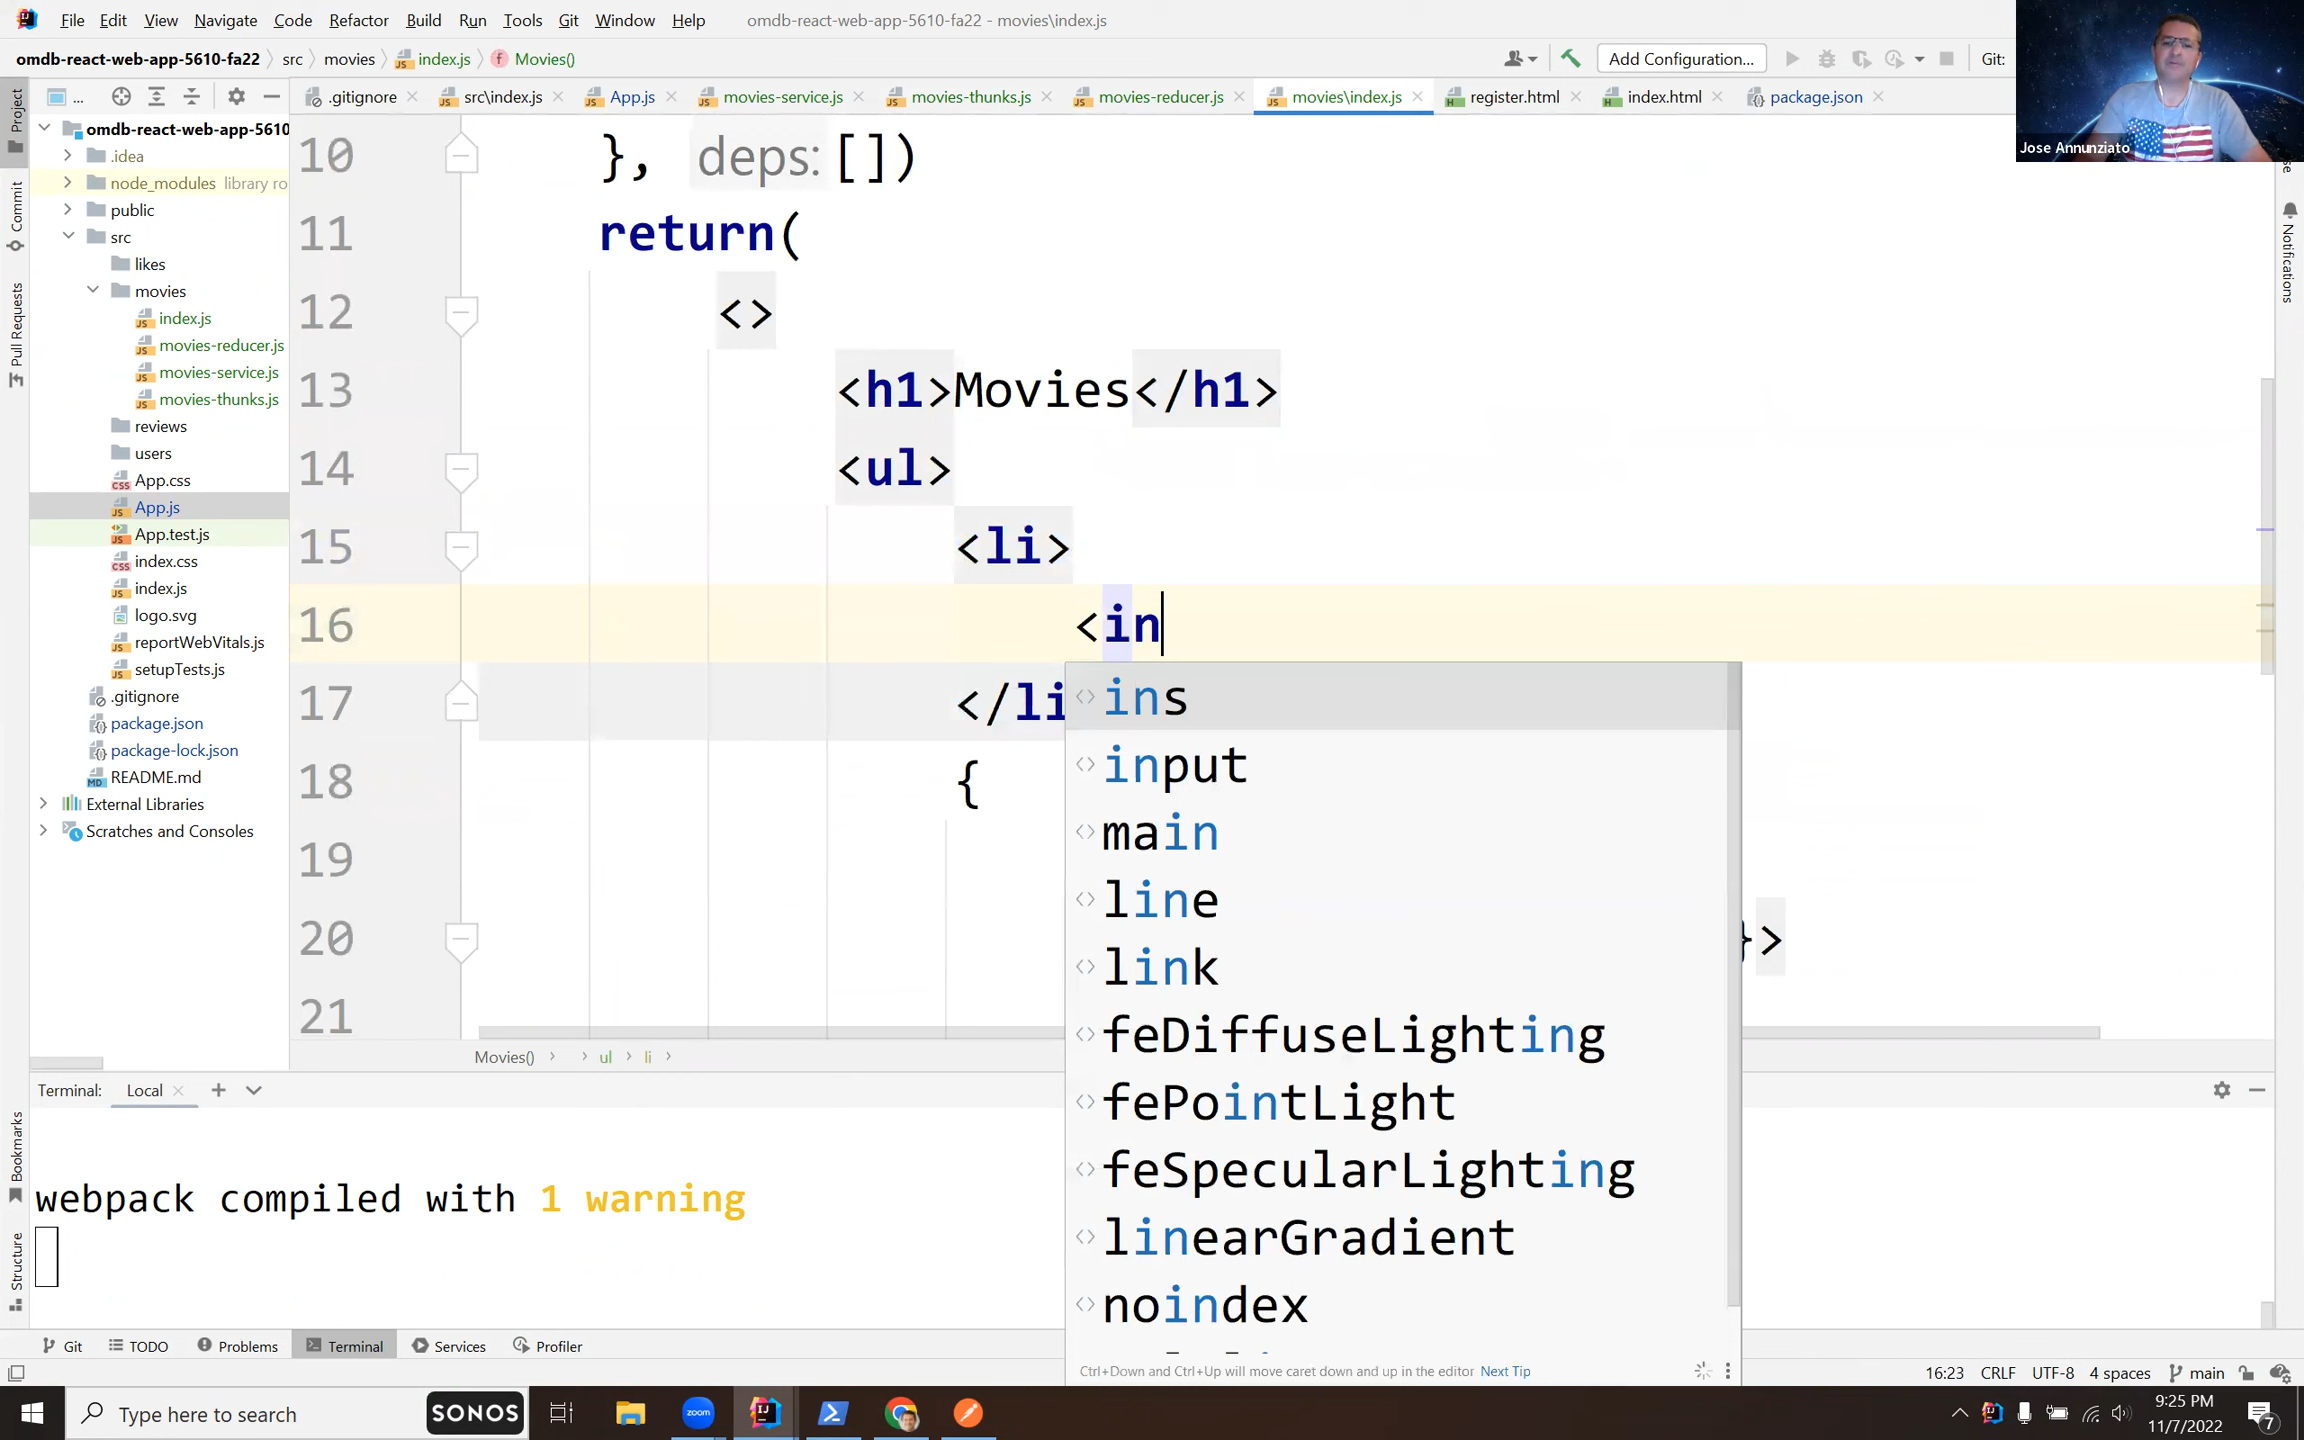 File Edit View Navigate Code Refactor Build Run Tools Git Window Help omdb-react-web-app-5610-fa22 - movies\index.js
omdb-react-web-app-5610-fa22 src movies index.js Movies() Add Configuration... Git:
Jose Annunziato
... .gitignore src\index.js App.js movies-service.js movies-thunks.js movies-reducer.js movies\index.js register.html index.html package.json
Project
Commit
Pull Requests
Bookmarks
Structure
Notifications
omdb-react-web-app-5610
.idea
node_modules library ro
public
src
likes
movies
index.js
movies-reducer.js
movies-service.js
movies-thunks.js
reviews
users
App.css
App.js
App.test.js
index.css
index.js
logo.svg
reportWebVitals.js
setupTests.js
.gitignore
package.json
package-lock.json
README.md
External Libraries
Scratches and Consoles
10 }, deps: [])
11 return(
12 <>
13 <h1>Movies</h1>
14 <ul>
15 <li>
16 <in
17 </li
18 {
19
20 }>
21
ins
input
main
line
link
feDiffuseLighting
fePointLight
feSpecularLighting
linearGradient
noindex
Ctrl+Down and Ctrl+Up will move caret down and up in the editor Next Tip
Movies() ul li
Terminal: Local
webpack compiled with 1 warning
Git TODO Problems Terminal Services Profiler
16:23 CRLF UTF-8 4 spaces main
Type here to search SONOS zoom
9:25 PM
11/7/2022
7